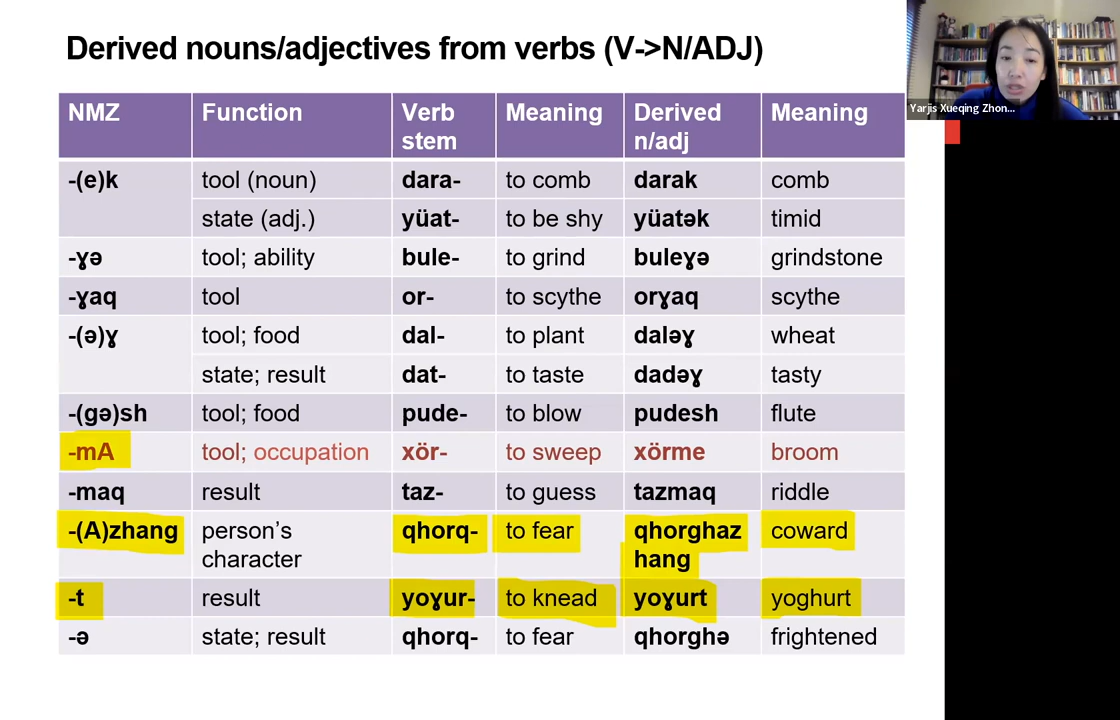 Derived nouns/adjectives from verbs (V->N/ADJ)
Yarjis Xueqing Zhon...
NMZ Function Verb stem Meaning Derived n/adj Meaning
-(e)k tool (noun) dara- to comb darak comb
state (adj.) yüat- to be shy yüatək timid
-ɣə tool; ability bule- to grind buleɣə grindstone
-ɣaq tool or- to scythe orɣaq scythe
-(ə)ɣ tool; food dal- to plant daləɣ wheat
state; result dat- to taste dadəɣ tasty
-(gə)sh tool; food pude- to blow pudesh flute
-mA tool; occupation xör- to sweep xörme broom
-maq result taz- to guess tazmaq riddle
-(A)zhang person’s character qhorq- to fear qhorghaz hang coward
-t result yoɣur- to knead yoɣurt yoghurt
-ə state; result qhorq- to fear qhorghə frightened